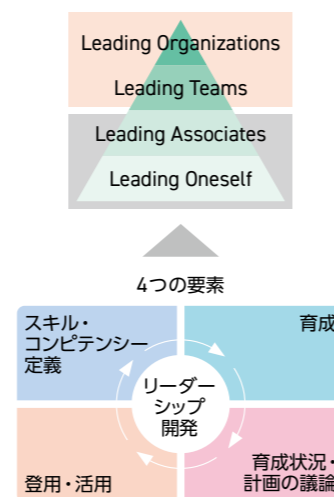 Leading Organizations
Leading Teams
Leading Associates
Leading Oneself
4つの要素
スキル・
コンピテンシー
定義
育成
リーダー
シップ
開発
登用・活用
育成状況・
計画の議論